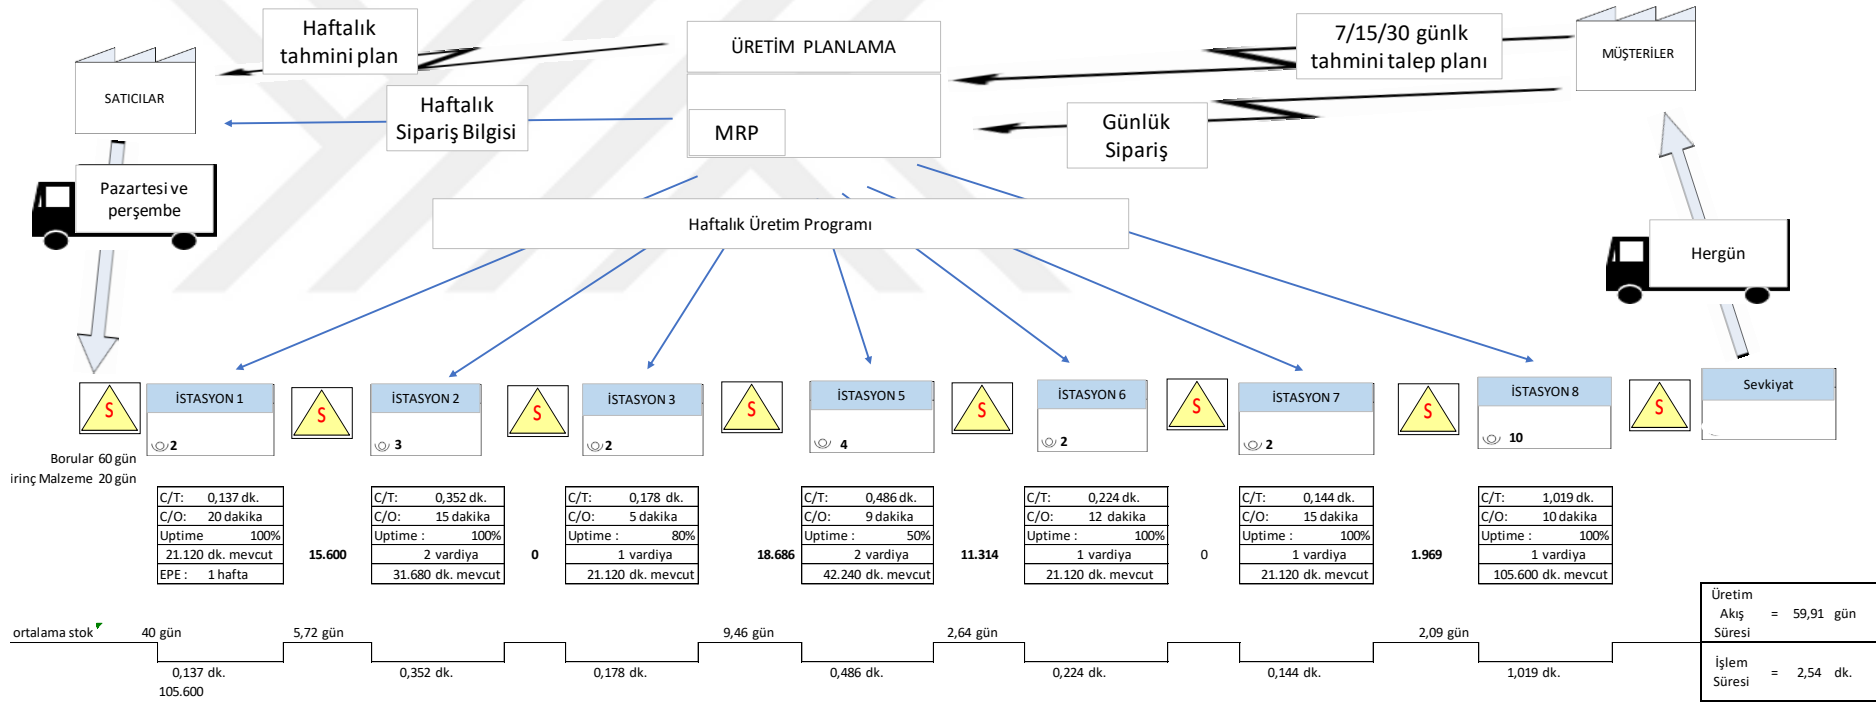 Haftalık
tahmini plan
ÜRETİM PLANLAMA
MRP
7/15/30 günlk
tahmini talep planı
MÜŞTERİLER
SATICILAR
Haftalık
Sipariş Bilgisi
Günlük
Sipariş
Pazartesi ve
perşembe
Haftalık Üretim Programı
Hergün
S
İSTASYON 1
2
S
İSTASYON 2
3
S
İSTASYON 3
2
S
İSTASYON 5
4
S
İSTASYON 6
2
S
İSTASYON 7
2
S
İSTASYON 8
10
S
Sevkiyat
Borular 60 gün
irinç Malzeme 20 gün
C/T: 0,137 dk.
C/O: 20 dakika
Uptime 100%
21.120 dk. mevcut
EPE : 1 hafta
15.600
C/T: 0,352 dk.
C/O: 15 dakika
Uptime : 100%
2 vardiya
31.680 dk. mevcut
0
C/T: 0,178 dk.
C/O: 5 dakika
Uptime : 80%
1 vardiya
21.120 dk. mevcut
18.686
C/T: 0,486 dk.
C/O: 9 dakika
Uptime : 50%
2 vardiya
42.240 dk. mevcut
11.314
C/T: 0,224 dk.
C/O: 12 dakika
Uptime : 100%
1 vardiya
21.120 dk. mevcut
0
C/T: 0,144 dk.
C/O: 15 dakika
Uptime : 100%
1 vardiya
21.120 dk. mevcut
1.969
C/T: 1,019 dk.
C/O: 10 dakika
Uptime : 100%
1 vardiya
105.600 dk. mevcut
ortalama stok 40 gün 5,72 gün 9,46 gün 2,64 gün 2,09 gün
0,137 dk. 0,352 dk. 0,178 dk. 0,486 dk. 0,224 dk. 0,144 dk. 1,019 dk.
105.600
Üretim
Akış = 59,91 gün
Süresi
İşlem
Süresi = 2,54 dk.